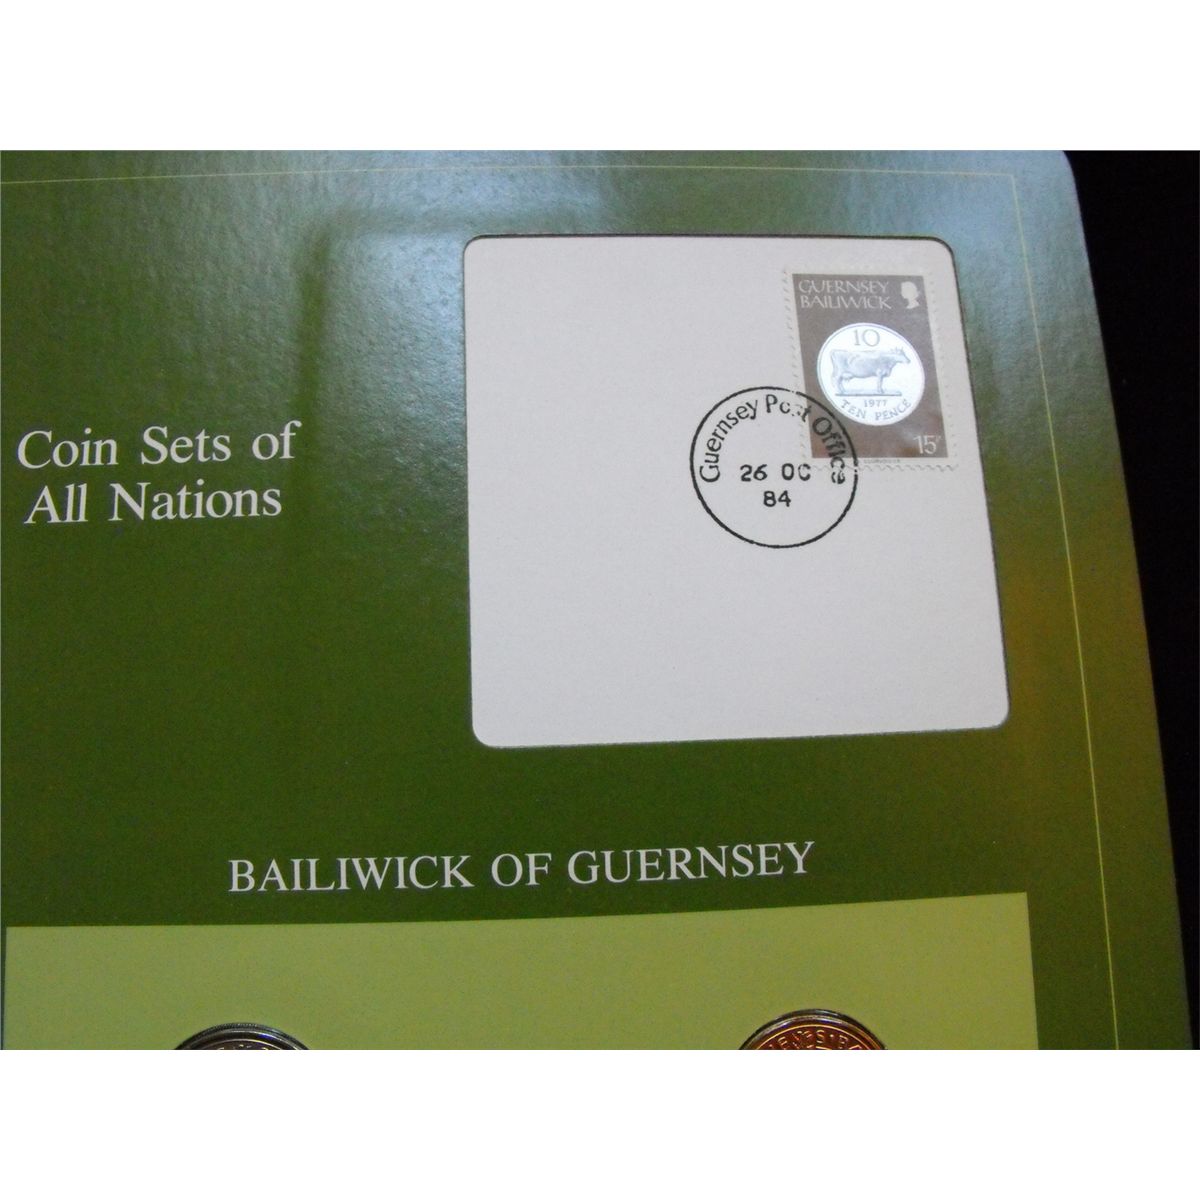 Coin Sets of
All Nations
GUERNSEY
BAILIWICK
10
1977
TEN PENCE
15P
Guernsey Post Office
26 OC
84
BAILIWICK OF GUERNSEY